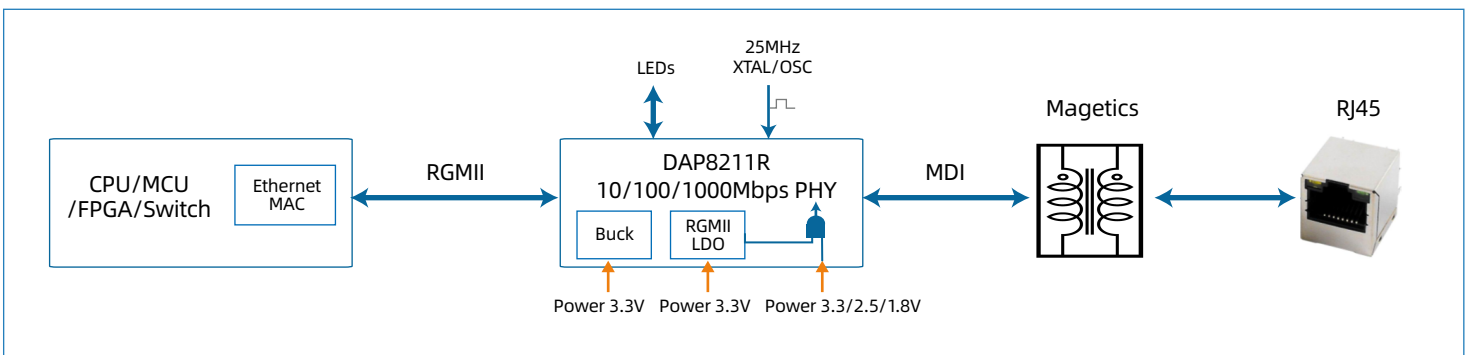 25MHz
XTAL/OSC
LEDs
Magetics
RJ45
CPU/MCU
/FPGA/Switch
Ethernet
MAC
RGMII
DAP8211R
10/100/1000Mbps PHY
Buck
RGMII
LDO
MDI
Power 3.3V
Power 3.3V
Power 3.3/2.5/1.8V